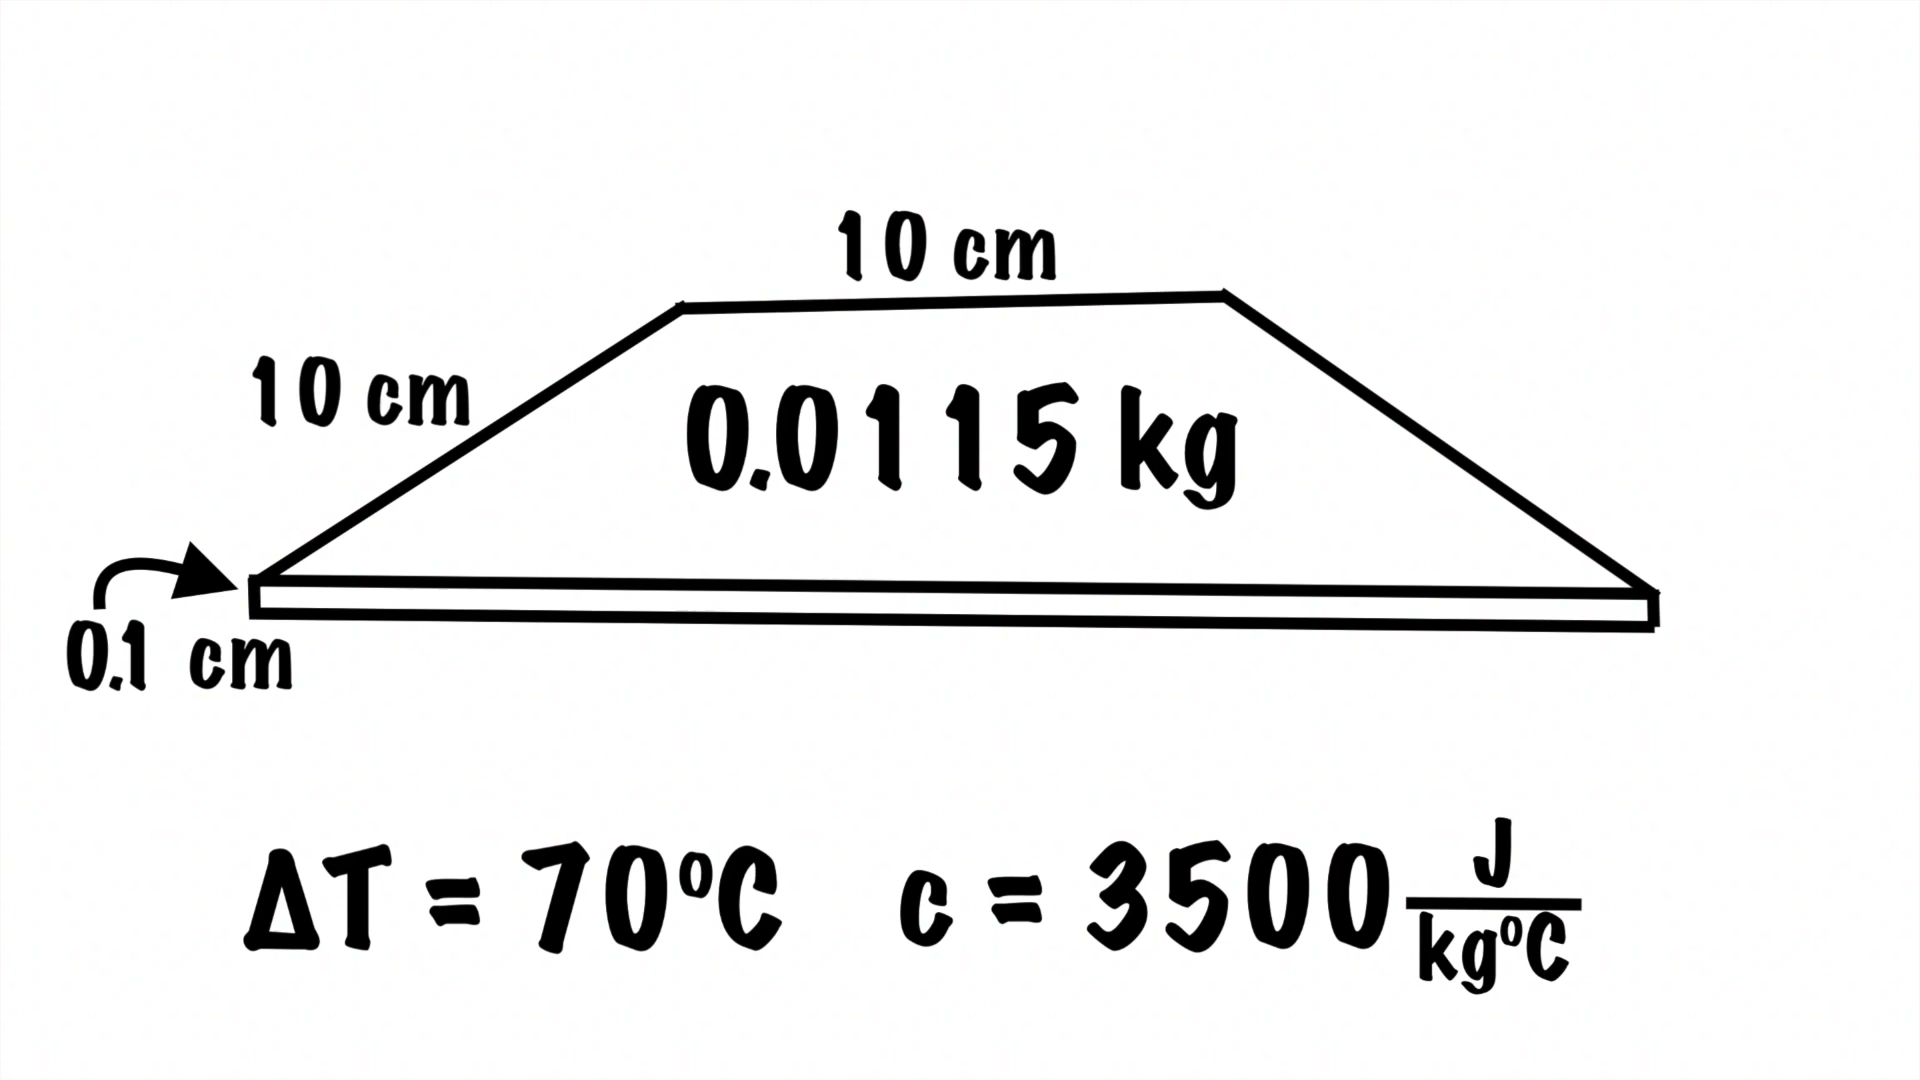 10 cm
10 cm
0.0115 kg
0.1 cm
ΔT = 70°C
c = 3500 J/kg°C